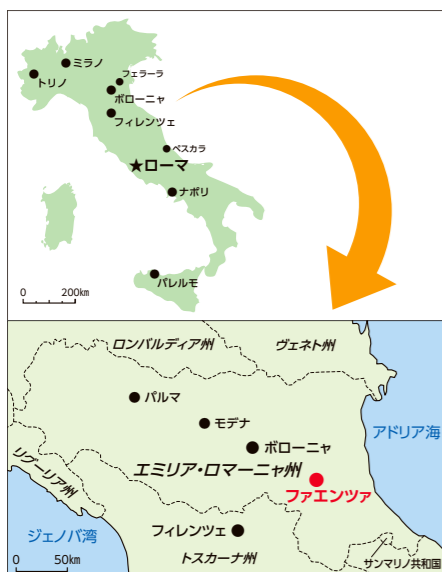 ミラノ
トリノ
フェラーラ
ボローニャ
フィレンツェ
ペスカラ
★ローマ
ナポリ
パレルモ
0 200km
ロンバルディア州
ヴェネト州
パルマ
モデナ
アドリア海
ボローニャ
エミリア・ロマーニャ州
リグーリア州
ファエンツァ
フィレンツェ
ジェノバ湾
トスカーナ州
サンマリノ共和国
0 50km